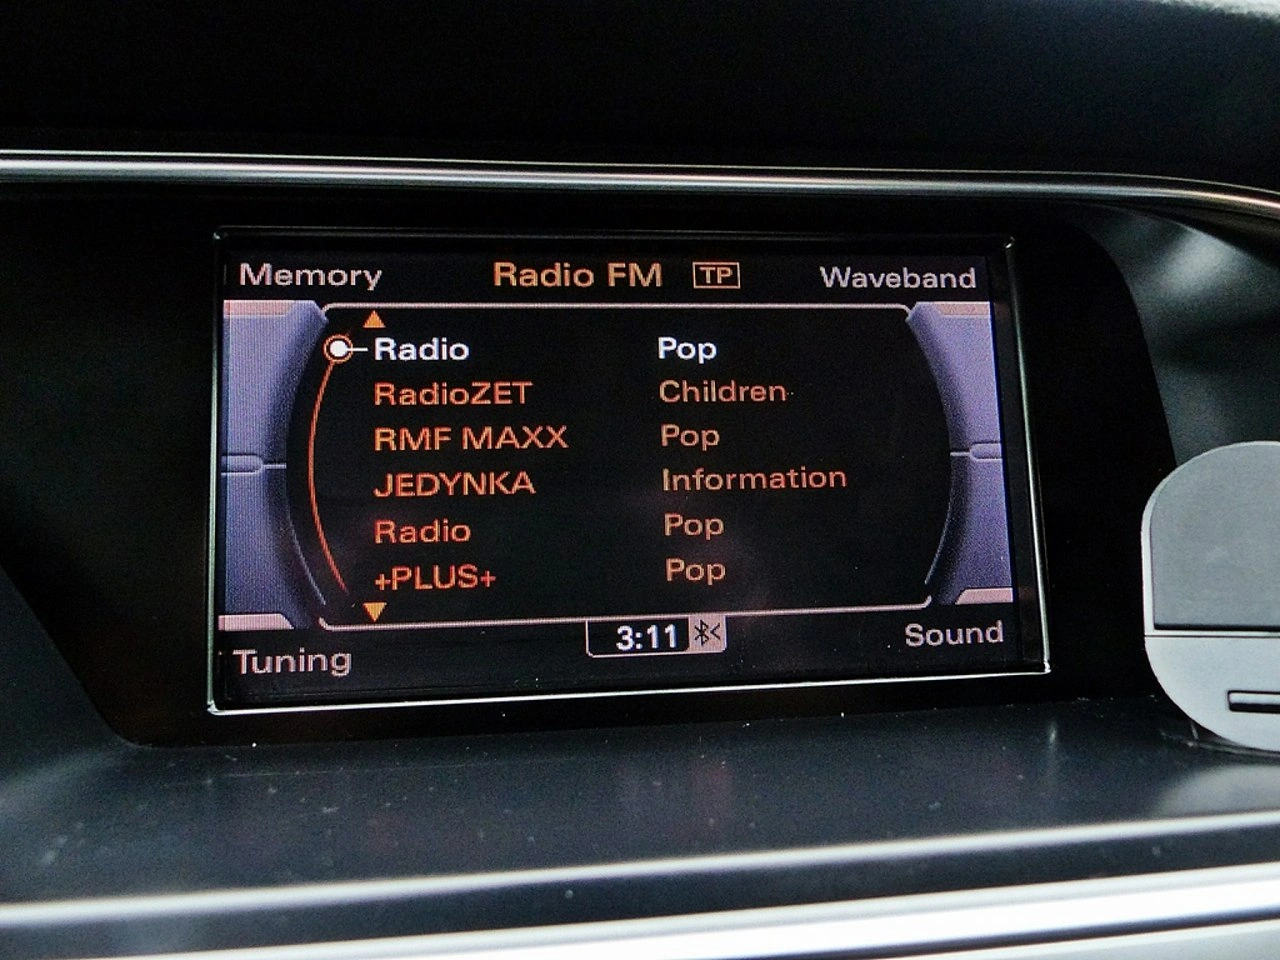 Memory Radio FM TP Waveband
Radio Pop
RadioZET Children
RMF MAXX Pop
JEDYNKA Information
Radio Pop
+PLUS+ Pop
3:11
Tuning Sound